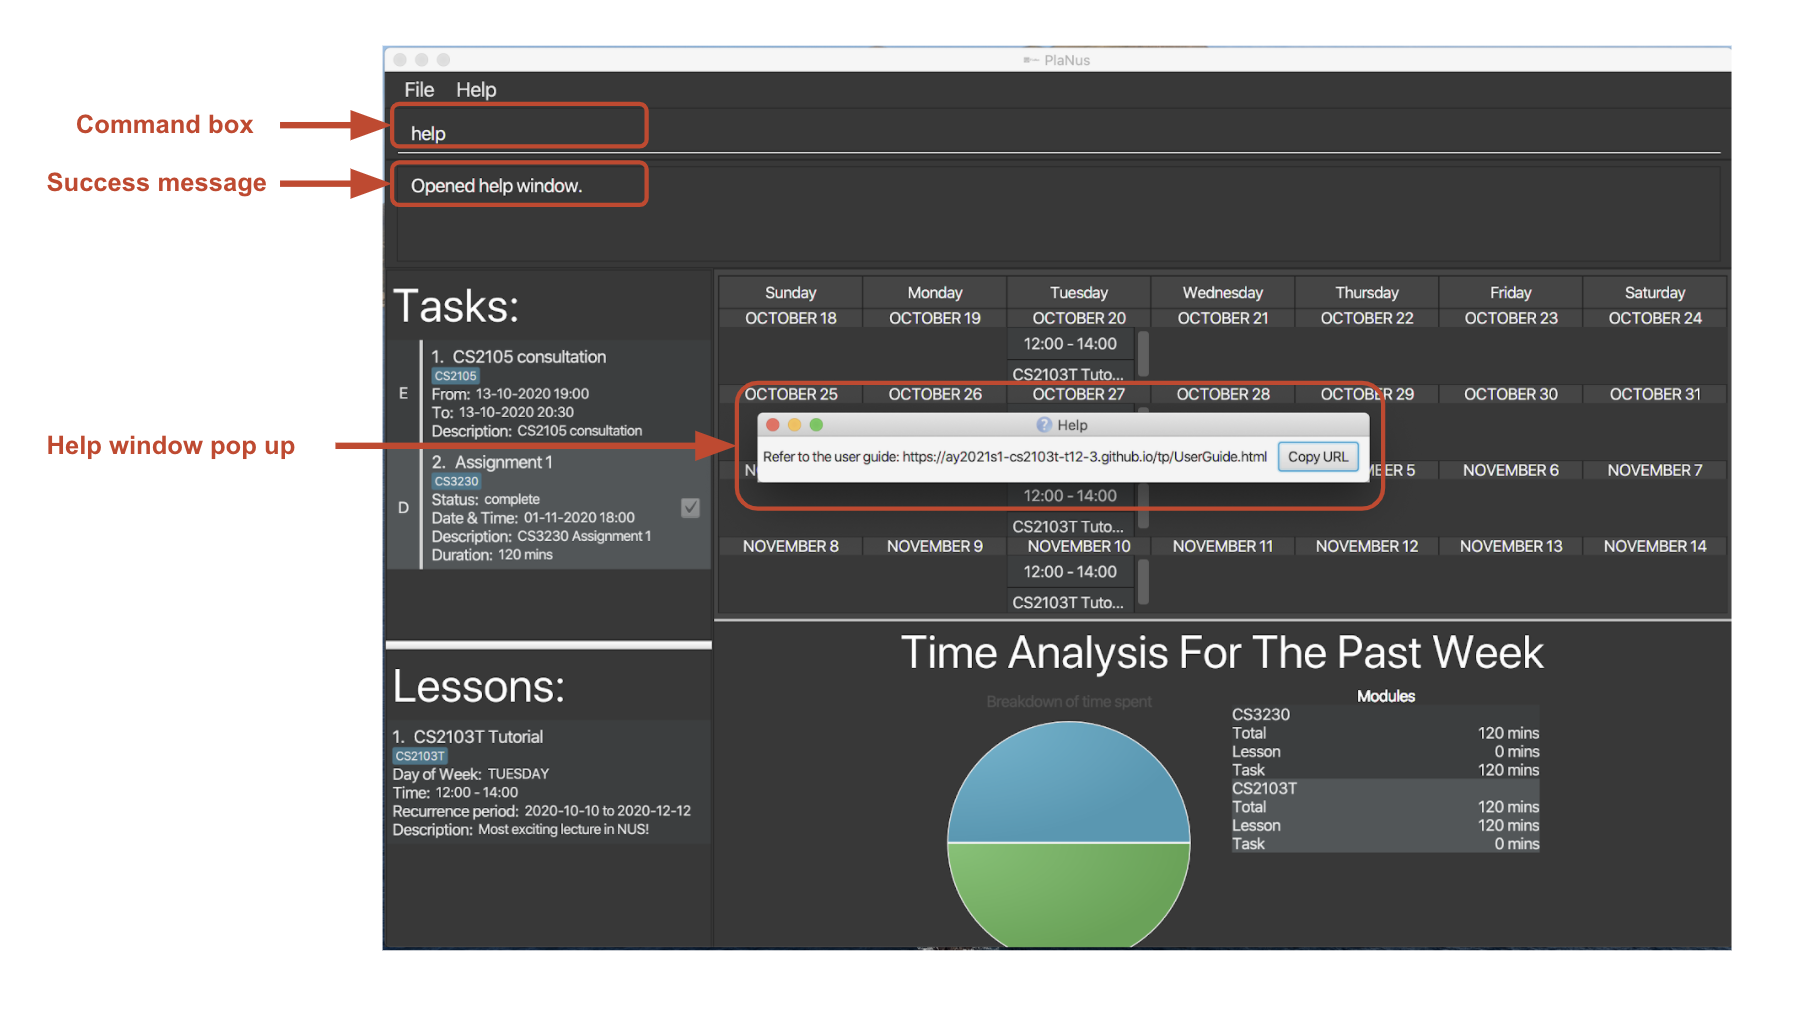 PlaNus
File Help
Command box
help
Success message
Opened help window.
Tasks:
E
1. CS2105 consultation
CS2105
From: 13-10-2020 19:00
To: 13-10-2020 20:30
Description: CS2105 consultation
D
2. Assignment 1
CS3230
Status: complete
Date & Time: 01-11-2020 18:00
Description: CS3230 Assignment 1
Duration: 120 mins
Lessons:
1. CS2103T Tutorial
CS2103T
Day of Week: TUESDAY
Time: 12:00 - 14:00
Recurrence period: 2020-10-10 to 2020-12-12
Description: Most exciting lecture in NUS!
Sunday Monday Tuesday Wednesday Thursday Friday Saturday
OCTOBER 18 OCTOBER 19 OCTOBER 20 OCTOBER 21 OCTOBER 22 OCTOBER 23 OCTOBER 24
12:00 - 14:00
CS2103T Tuto...
OCTOBER 25 OCTOBER 26 OCTOBER 27 OCTOBER 28 OCTOBER 29 OCTOBER 30 OCTOBER 31
Help window pop up
Help
Refer to the user guide: https://ay2021s1-cs2103t-t12-3.github.io/tp/UserGuide.html Copy URL
5 NOVEMBER 6 NOVEMBER 7
12:00 - 14:00
CS2103T Tuto...
NOVEMBER 8 NOVEMBER 9 NOVEMBER 10 NOVEMBER 11 NOVEMBER 12 NOVEMBER 13 NOVEMBER 14
12:00 - 14:00
CS2103T Tuto...
Time Analysis For The Past Week
Breakdown of time spent
Modules
CS3230
Total 120 mins
Lesson 0 mins
Task 120 mins
CS2103T
Total 120 mins
Lesson 120 mins
Task 0 mins